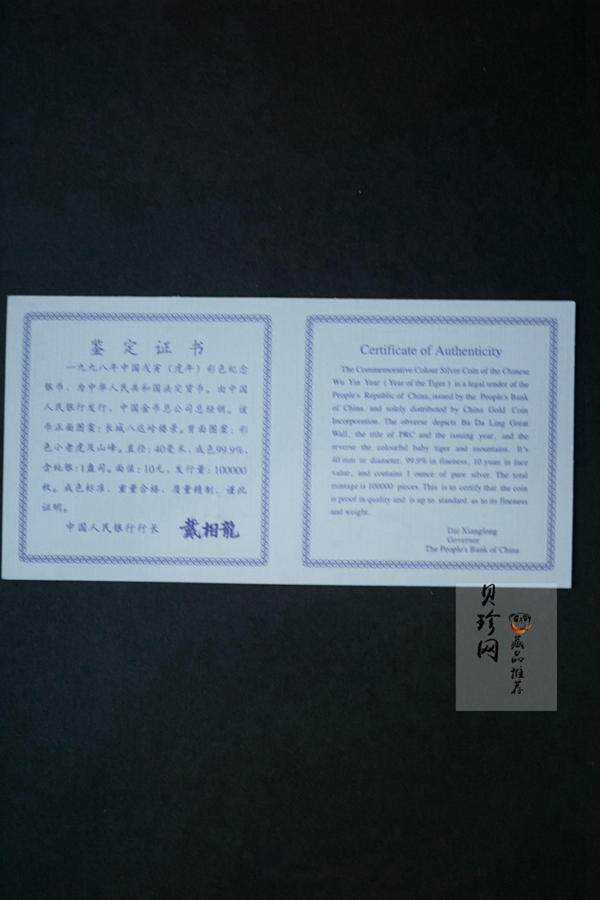 鉴定证书
一九九八年中国戊寅（虎年）彩色纪念
银币，为中华人民共和国法定货币。由中国
人民银行发行，中国金币总公司总经销。该
币正面图案：长城八达岭楼景。背面图案：彩
色小老虎及山峰。直径：40毫米，成色99.9%，
含纯银：1盎司。面值：10元，发行量：100000
枚。成色标准，重量合格，质量精制，谨此
证明。
中国人民银行行长 戴相龍
Certificate of Authenticity
The Commemorative Colour Silver Coin of the Chinese
Wu Yin Year ( Year of the Tiger ) is a legal tender of the
People's Republic of China, issued by the People's Bank
of China, and solely distributed by China Gold Coin
Incorporation. The obverse depicts Ba Da Ling Great
Wall, the title of PRC and the issuing year, and the
reverse the colourful baby tiger and mountains. It's
40 mm in diameter, 99.9% in fineness, 10 yuan in face
value, and contains 1 ounce of pure silver. The total
mintage is 100000 pieces. This is to certify that the coin
is proof in quality and is up to standard as to its fineness
and weight.
Dai Xianglong
Governor
The People's Bank of China
贝珍网
藏品推荐